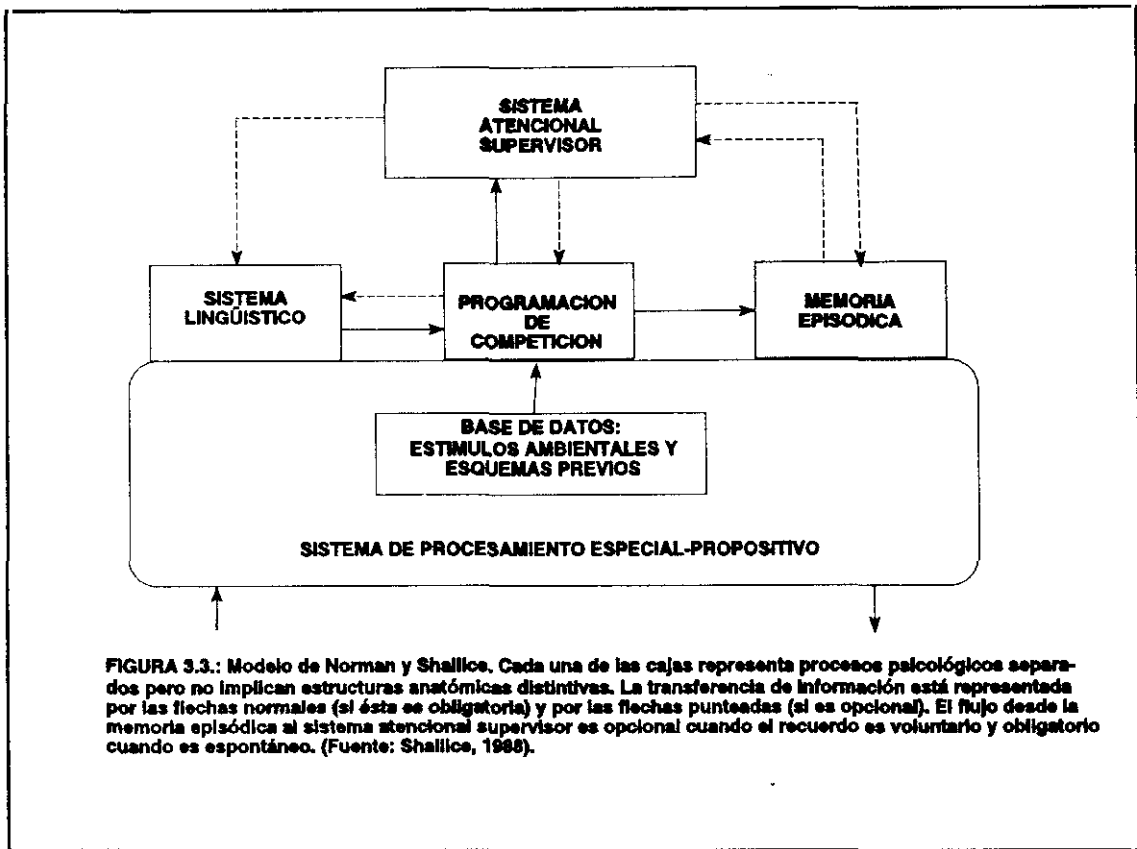 SISTEMA
ATENCIONAL
SUPERVISOR
SISTEMA
LINGÜISTICO
PROGRAMACION
DE
COMPETICION
MEMORIA
EPISODICA
BASE DE DATOS:
ESTIMULOS AMBIENTALES Y
ESQUEMAS PREVIOS
SISTEMA DE PROCESAMIENTO ESPECIAL-PROPOSITIVO
FIGURA 3.3.: Modelo de Norman y Shallice. Cada una de las cajas representa procesos psicológicos separa-
dos pero no implican estructuras anatómicas distintivas. La transferencia de información está representada
por las flechas normales (si ésta es obligatoria) y por las flechas punteadas (si es opcional). El flujo desde la
memoria episódica al sistema atencional supervisor es opcional cuando el recuerdo es voluntario y obligatorio
cuando es espontáneo. (Fuente: Shallice, 1988).